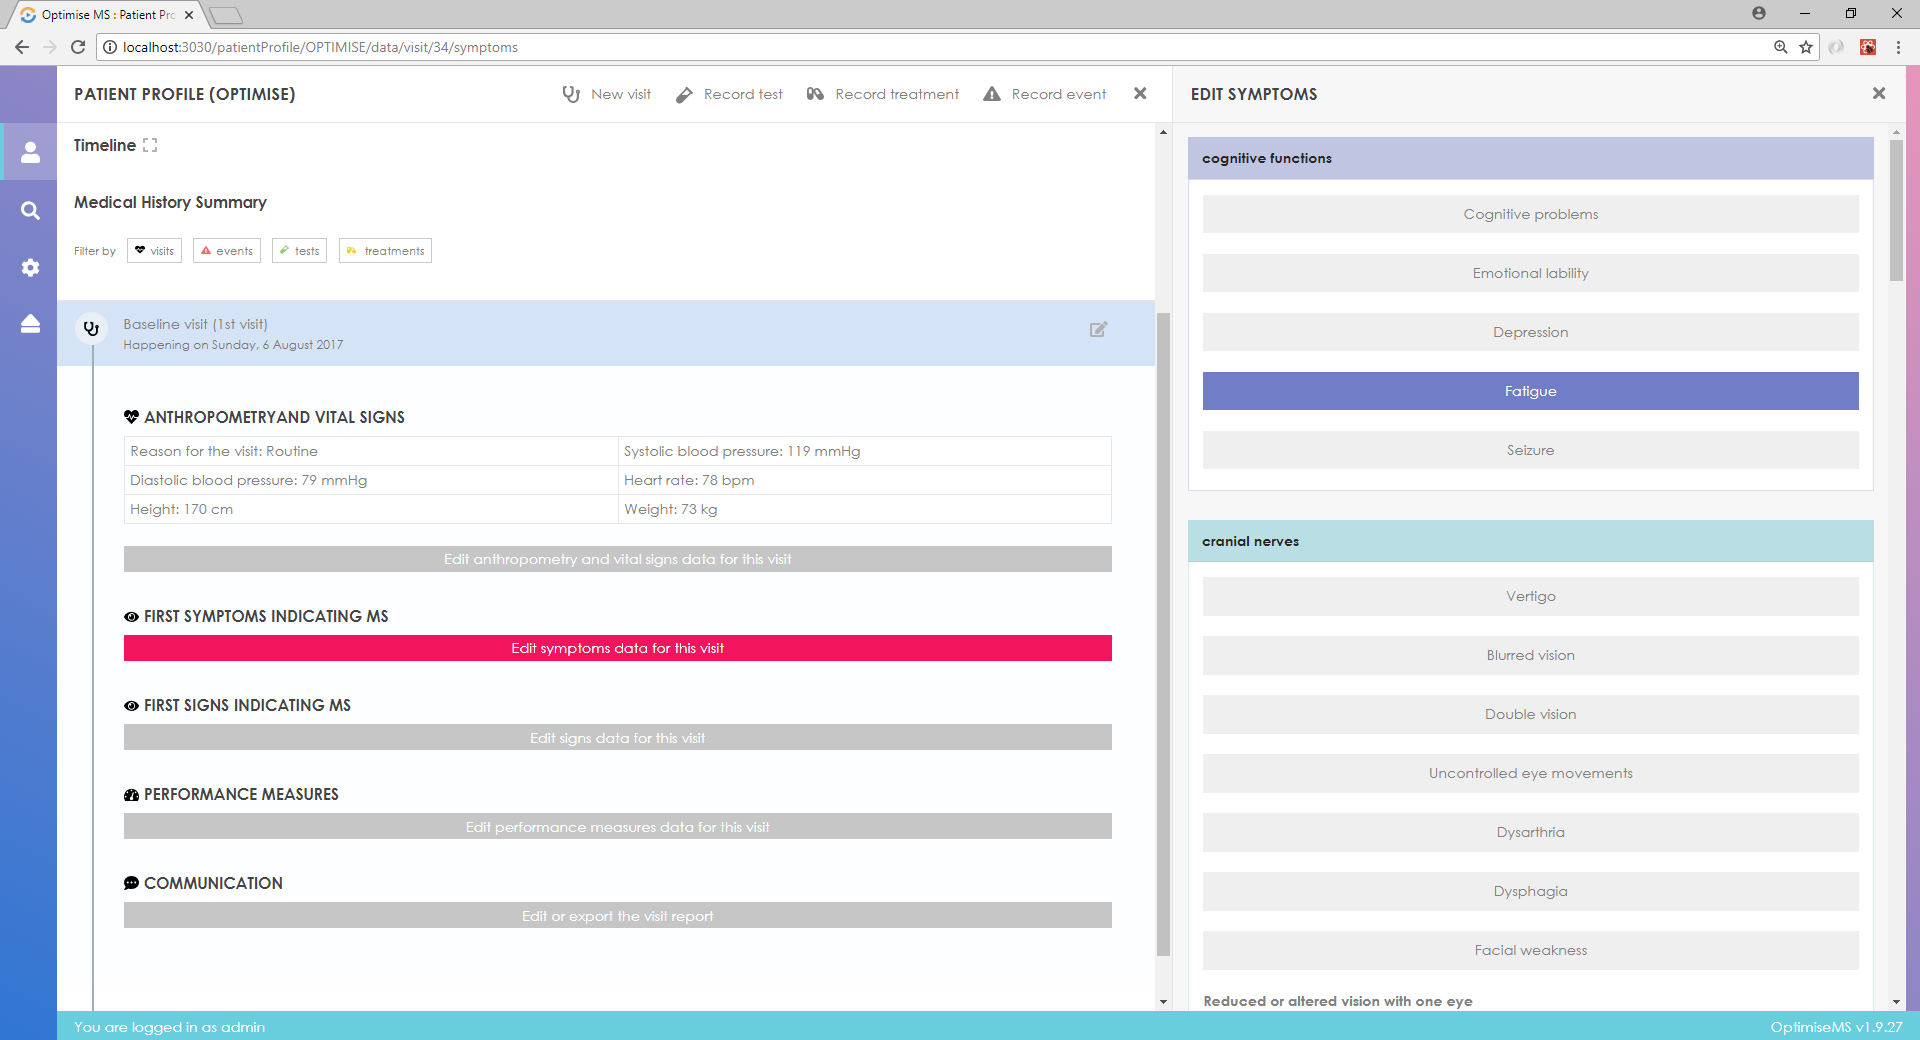 Optimise MS : Patient Pro
localhost:3030/patientProfile/OPTIMISE/data/visit/34/symptoms
PATIENT PROFILE (OPTIMISE)
New visit
Record test
Record treatment
Record event
Timeline
Medical History Summary
Filter by
visits
events
tests
treatments
Baseline visit (1st visit)
Happening on Sunday, 6 August 2017
ANTHROPOMETRYAND VITAL SIGNS
Reason for the visit: Routine
Systolic blood pressure: 119 mmHg
Diastolic blood pressure: 79 mmHg
Heart rate: 78 bpm
Height: 170 cm
Weight: 73 kg
Edit anthropometry and vital signs data for this visit
FIRST SYMPTOMS INDICATING MS
Edit symptoms data for this visit
FIRST SIGNS INDICATING MS
Edit signs data for this visit
PERFORMANCE MEASURES
Edit performance measures data for this visit
COMMUNICATION
Edit or export the visit report
EDIT SYMPTOMS
cognitive functions
Cognitive problems
Emotional lability
Depression
Fatigue
Seizure
cranial nerves
Vertigo
Blurred vision
Double vision
Uncontrolled eye movements
Dysarthria
Dysphagia
Facial weakness
Reduced or altered vision with one eye
You are logged in as admin
OptimiseMS v1.9.27